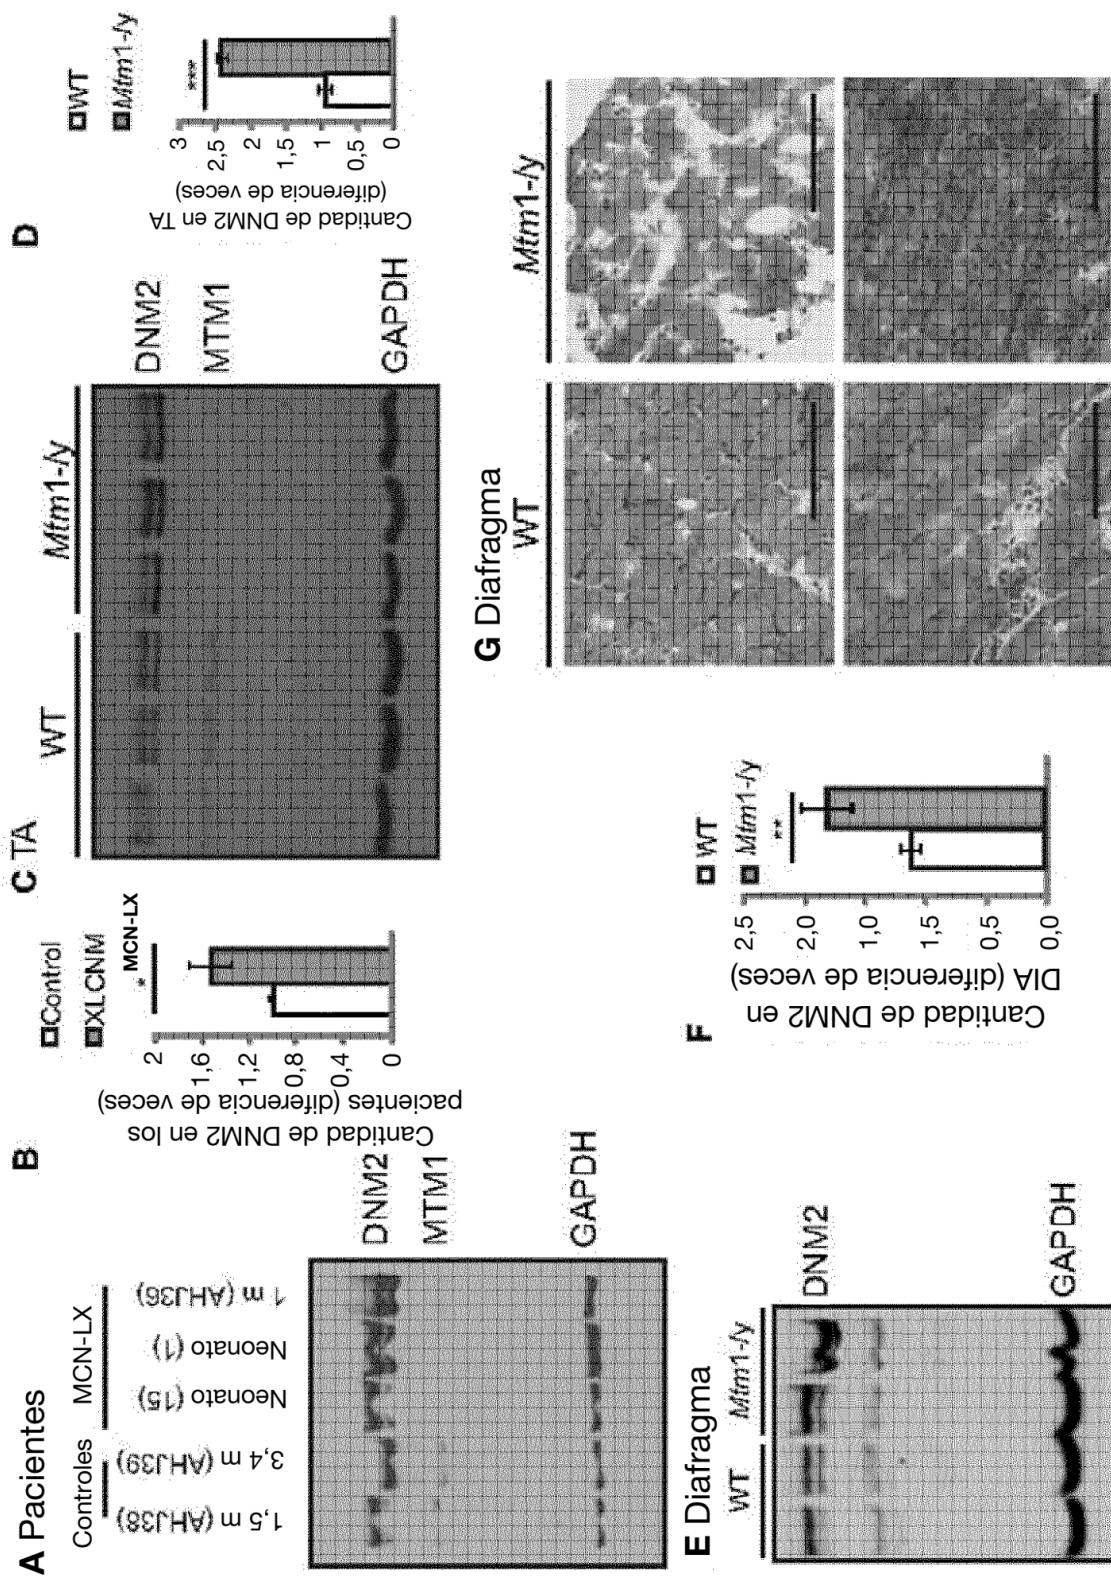 A Pacientes
Controles
MCN-LX
1,5 m (AHJ38)
3,4 m (AHJ39)
Neonato (15)
Neonato (1)
1 m (AHJ36)
DNM2
MTM1
GAPDH
B
Control
XLCNM
Cantidad de DNM2 en los
pacientes (diferencia de veces)
2
1,6
1,2
0,8
0,4
0
*
MCN-LX
C TA
WT
Mtm1-/y
DNM2
MTM1
GAPDH
D
WT
Mtm1-/y
Cantidad de DNM2 en TA
(diferencia de veces)
3
2,5
2
1,5
1
0,5
0
***
E Diafragma
WT
Mtm1-/y
DNM2
GAPDH
F
WT
Mtm1-/y
Cantidad de DNM2 en
DIA (diferencia de veces)
2,5
2,0
1,0
1,5
0,5
0,0
**
G Diafragma
WT
Mtm1-/y